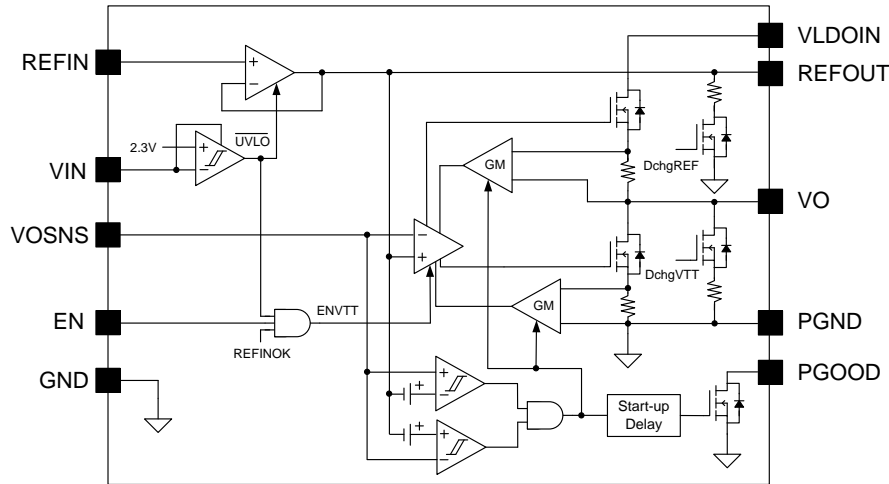 VLDOIN
REFIN
REFOUT
+
−
2.3V
UVLO
+
−
VIN
GM
DchgREF
VO
VOSNS
−
+
DchgVTT
EN
ENVTT
GM
REFINOK
PGND
GND
PGOOD
+
+
−
Start-up
Delay
+
+
−